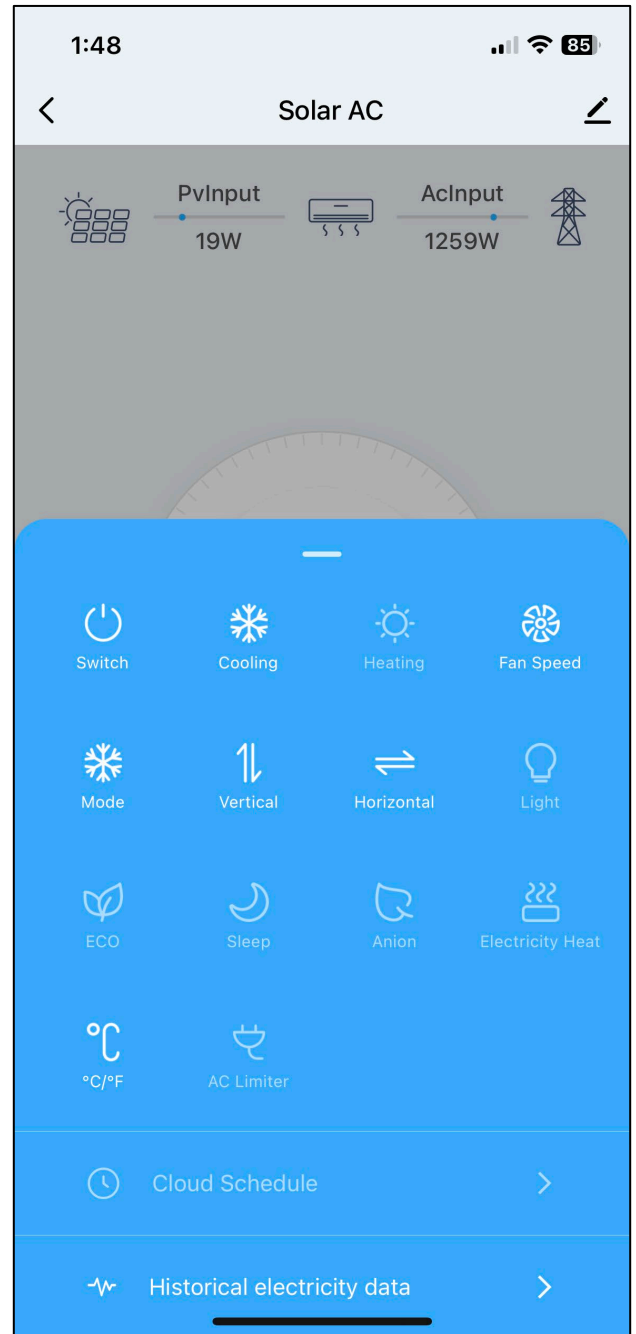 1:48
85
Solar AC
PvInput
AcInput
19W
1259W
Switch
Cooling
Heating
Fan Speed
Mode
Vertical
Horizontal
Light
ECO
Sleep
Anion
Electricity Heat
°C
°C/°F
AC Limiter
Cloud Schedule
Historical electricity data